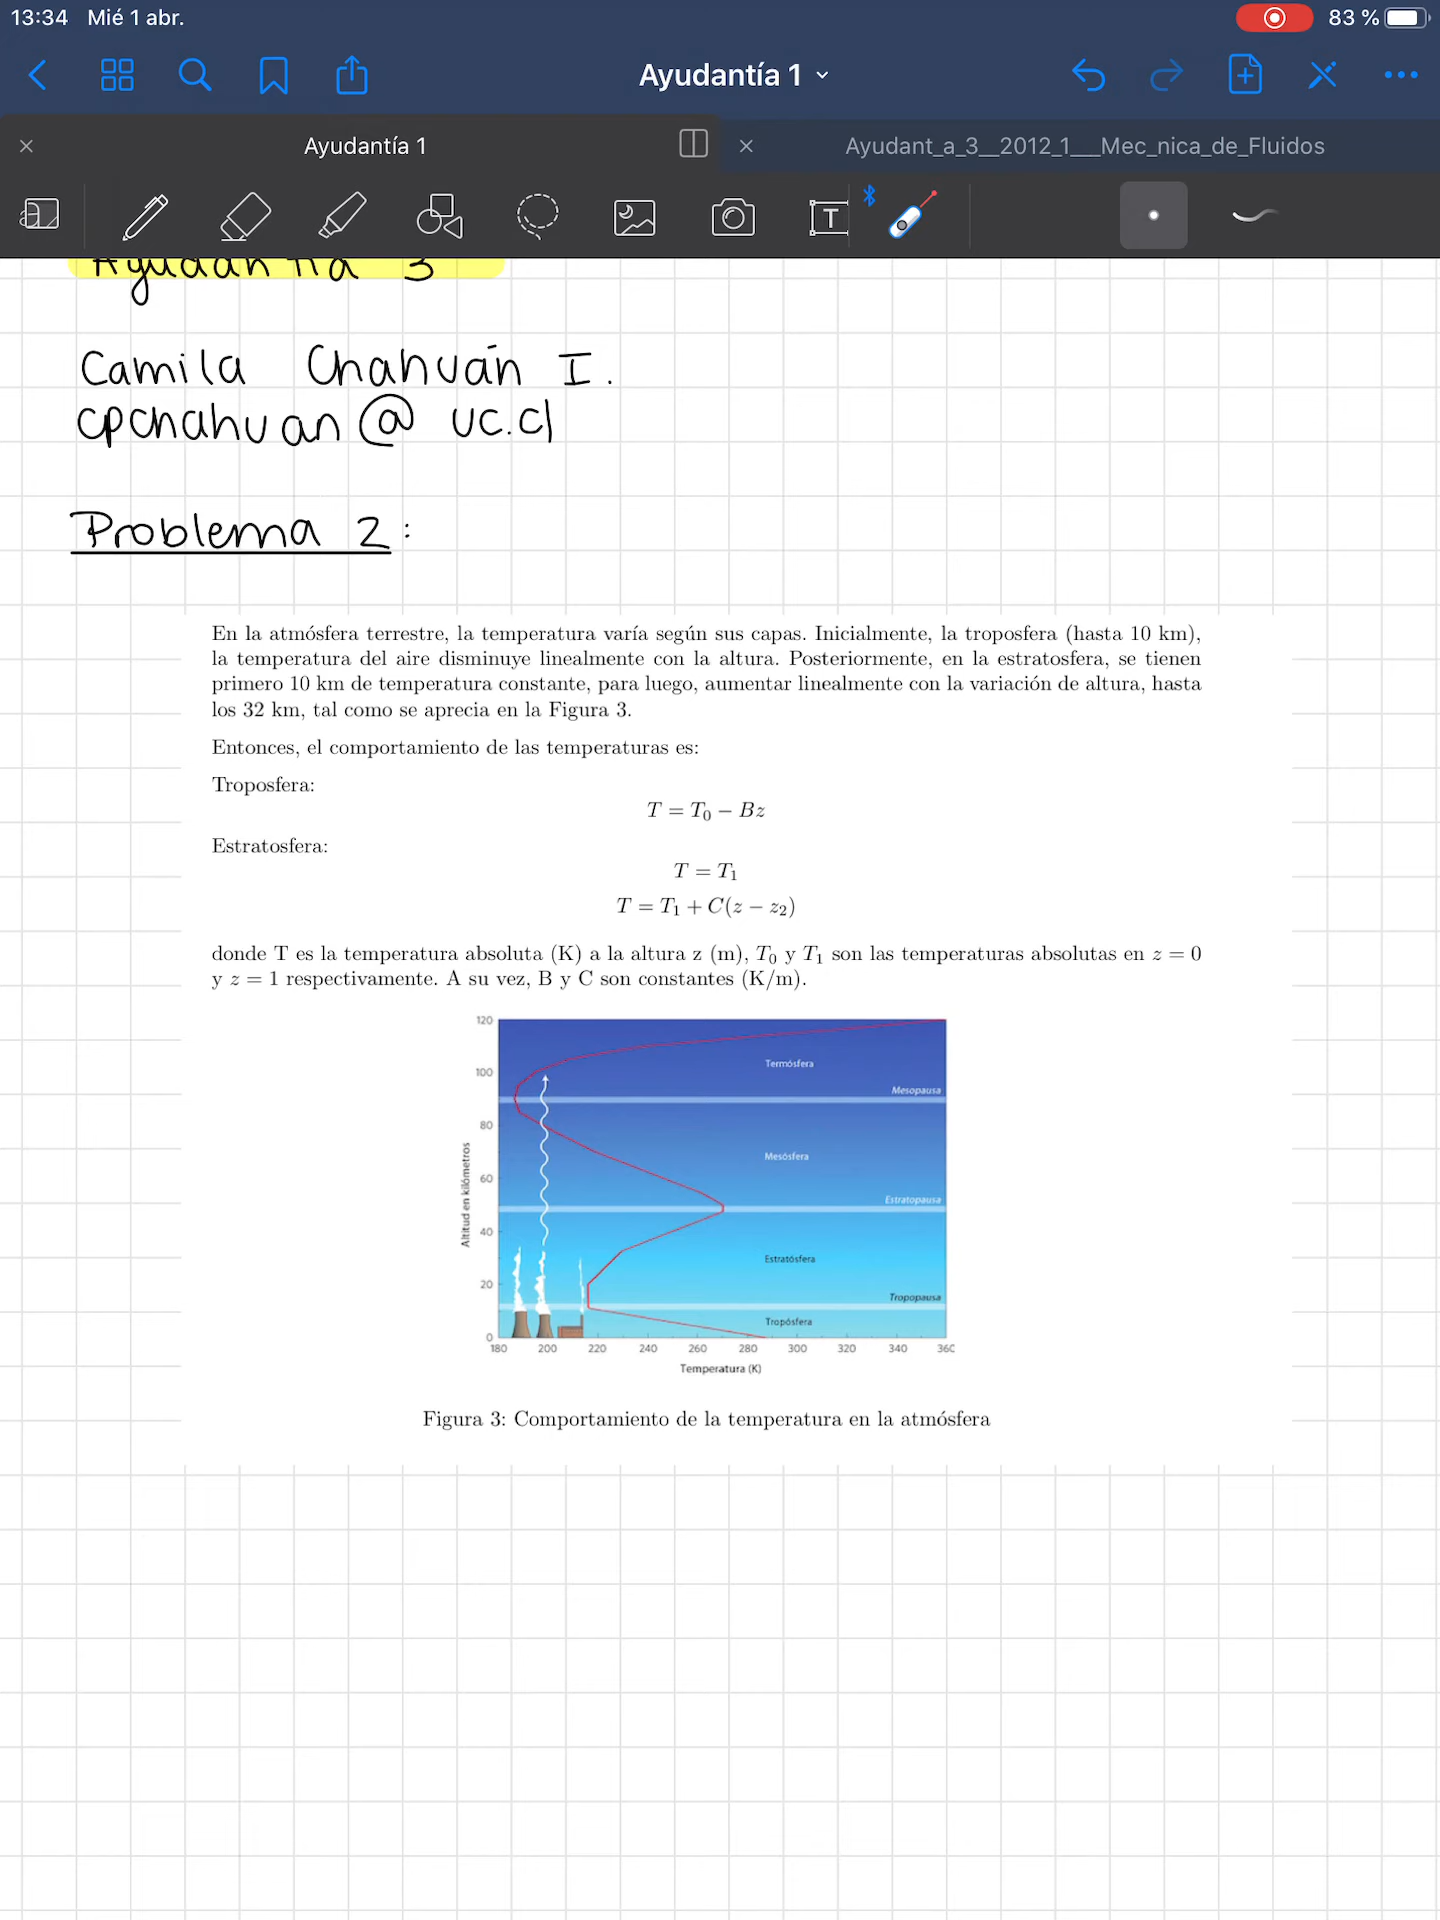 13:34 Mié 1 abr.
83 %
Ayudantía 1
Ayudantía 1
Ayudant_a_3__2012_1___Mec_nica_de_Fluidos
T
Ayudantía 3
Camila Chahuán I.
cpchahuan@uc.cl
Problema 2:
En la atmósfera terrestre, la temperatura varía según sus capas. Inicialmente, la troposfera (hasta 10 km),
la temperatura del aire disminuye linealmente con la altura. Posteriormente, en la estratosfera, se tienen
primero 10 km de temperatura constante, para luego, aumentar linealmente con la variación de altura, hasta
los 32 km, tal como se aprecia en la Figura 3.
Entonces, el comportamiento de las temperaturas es:
Troposfera:
T = T₀ − Bz
Estratosfera:
T = T₁
T = T₁ + C(z − z₂)
donde T es la temperatura absoluta (K) a la altura z (m), T₀ y T₁ son las temperaturas absolutas en z = 0
y z = 1 respectivamente. A su vez, B y C son constantes (K/m).
120
100
80
60
40
20
0
Altitud en kilómetros
Termósfera
Mesopausa
Mesósfera
Estratopausa
Estratósfera
Tropopausa
Tropósfera
180 200 220 240 260 280 300 320 340 360
Temperatura (K)
Figura 3: Comportamiento de la temperatura en la atmósfera